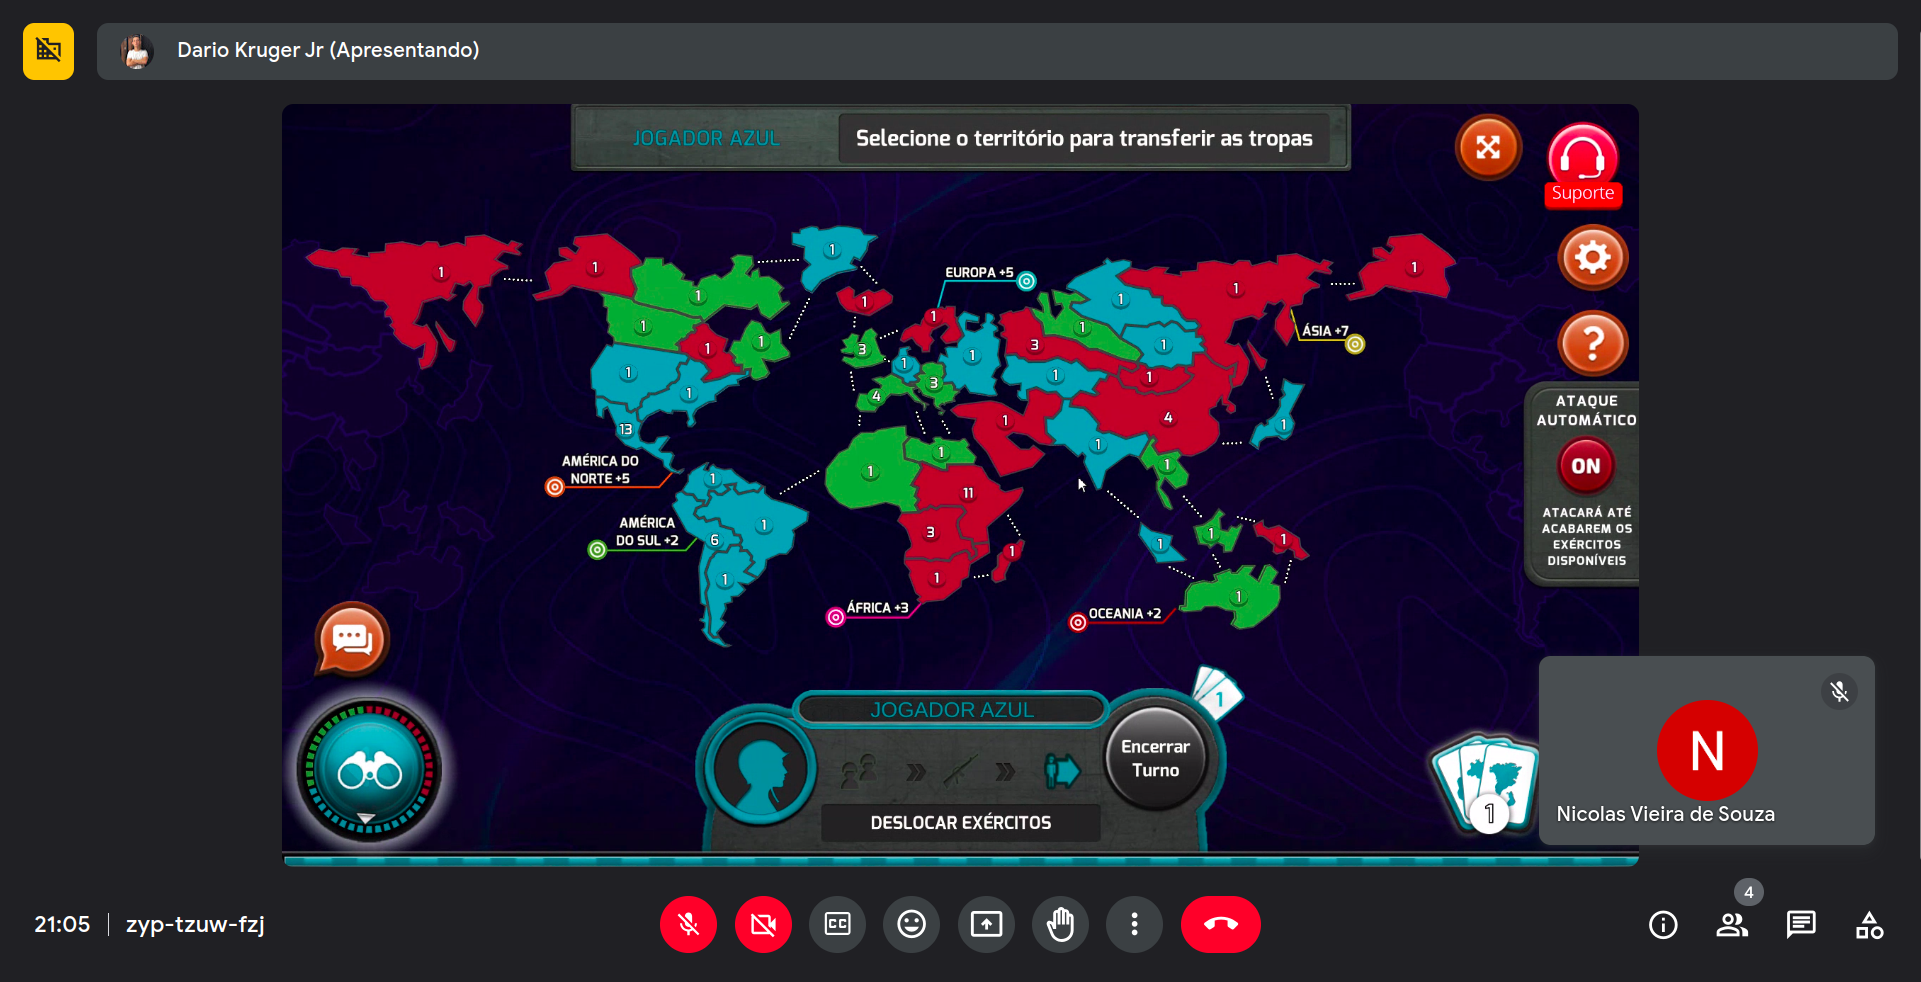 Dario Kruger Jr (Apresentando)
JOGADOR AZUL
Selecione o território para transferir as tropas
Suporte
1
1
1
1
EUROPA +5
1
1
1
1
1
1
1
1
1
ÁSIA +7
1
1
3
1
3
1
1
1
1
1
1
1
3
4
1
4
1
1
13
1
1
1
AMÉRICA DO
NORTE +5
1
1
1
11
1
AMÉRICA
DO SUL +2
6
3
1
1
1
1
1
1
1
1
ÁFRICA +3
OCEANIA +2
ATAQUE
AUTOMÁTICO
ON
ATACARÁ ATÉ
ACABAREM OS
EXÉRCITOS
DISPONÍVEIS
JOGADOR AZUL
1
Encerrar
Turno
DESLOCAR EXÉRCITOS
1
N
Nicolas Vieira de Souza
21:05
zyp-tzuw-fzj
CC
4